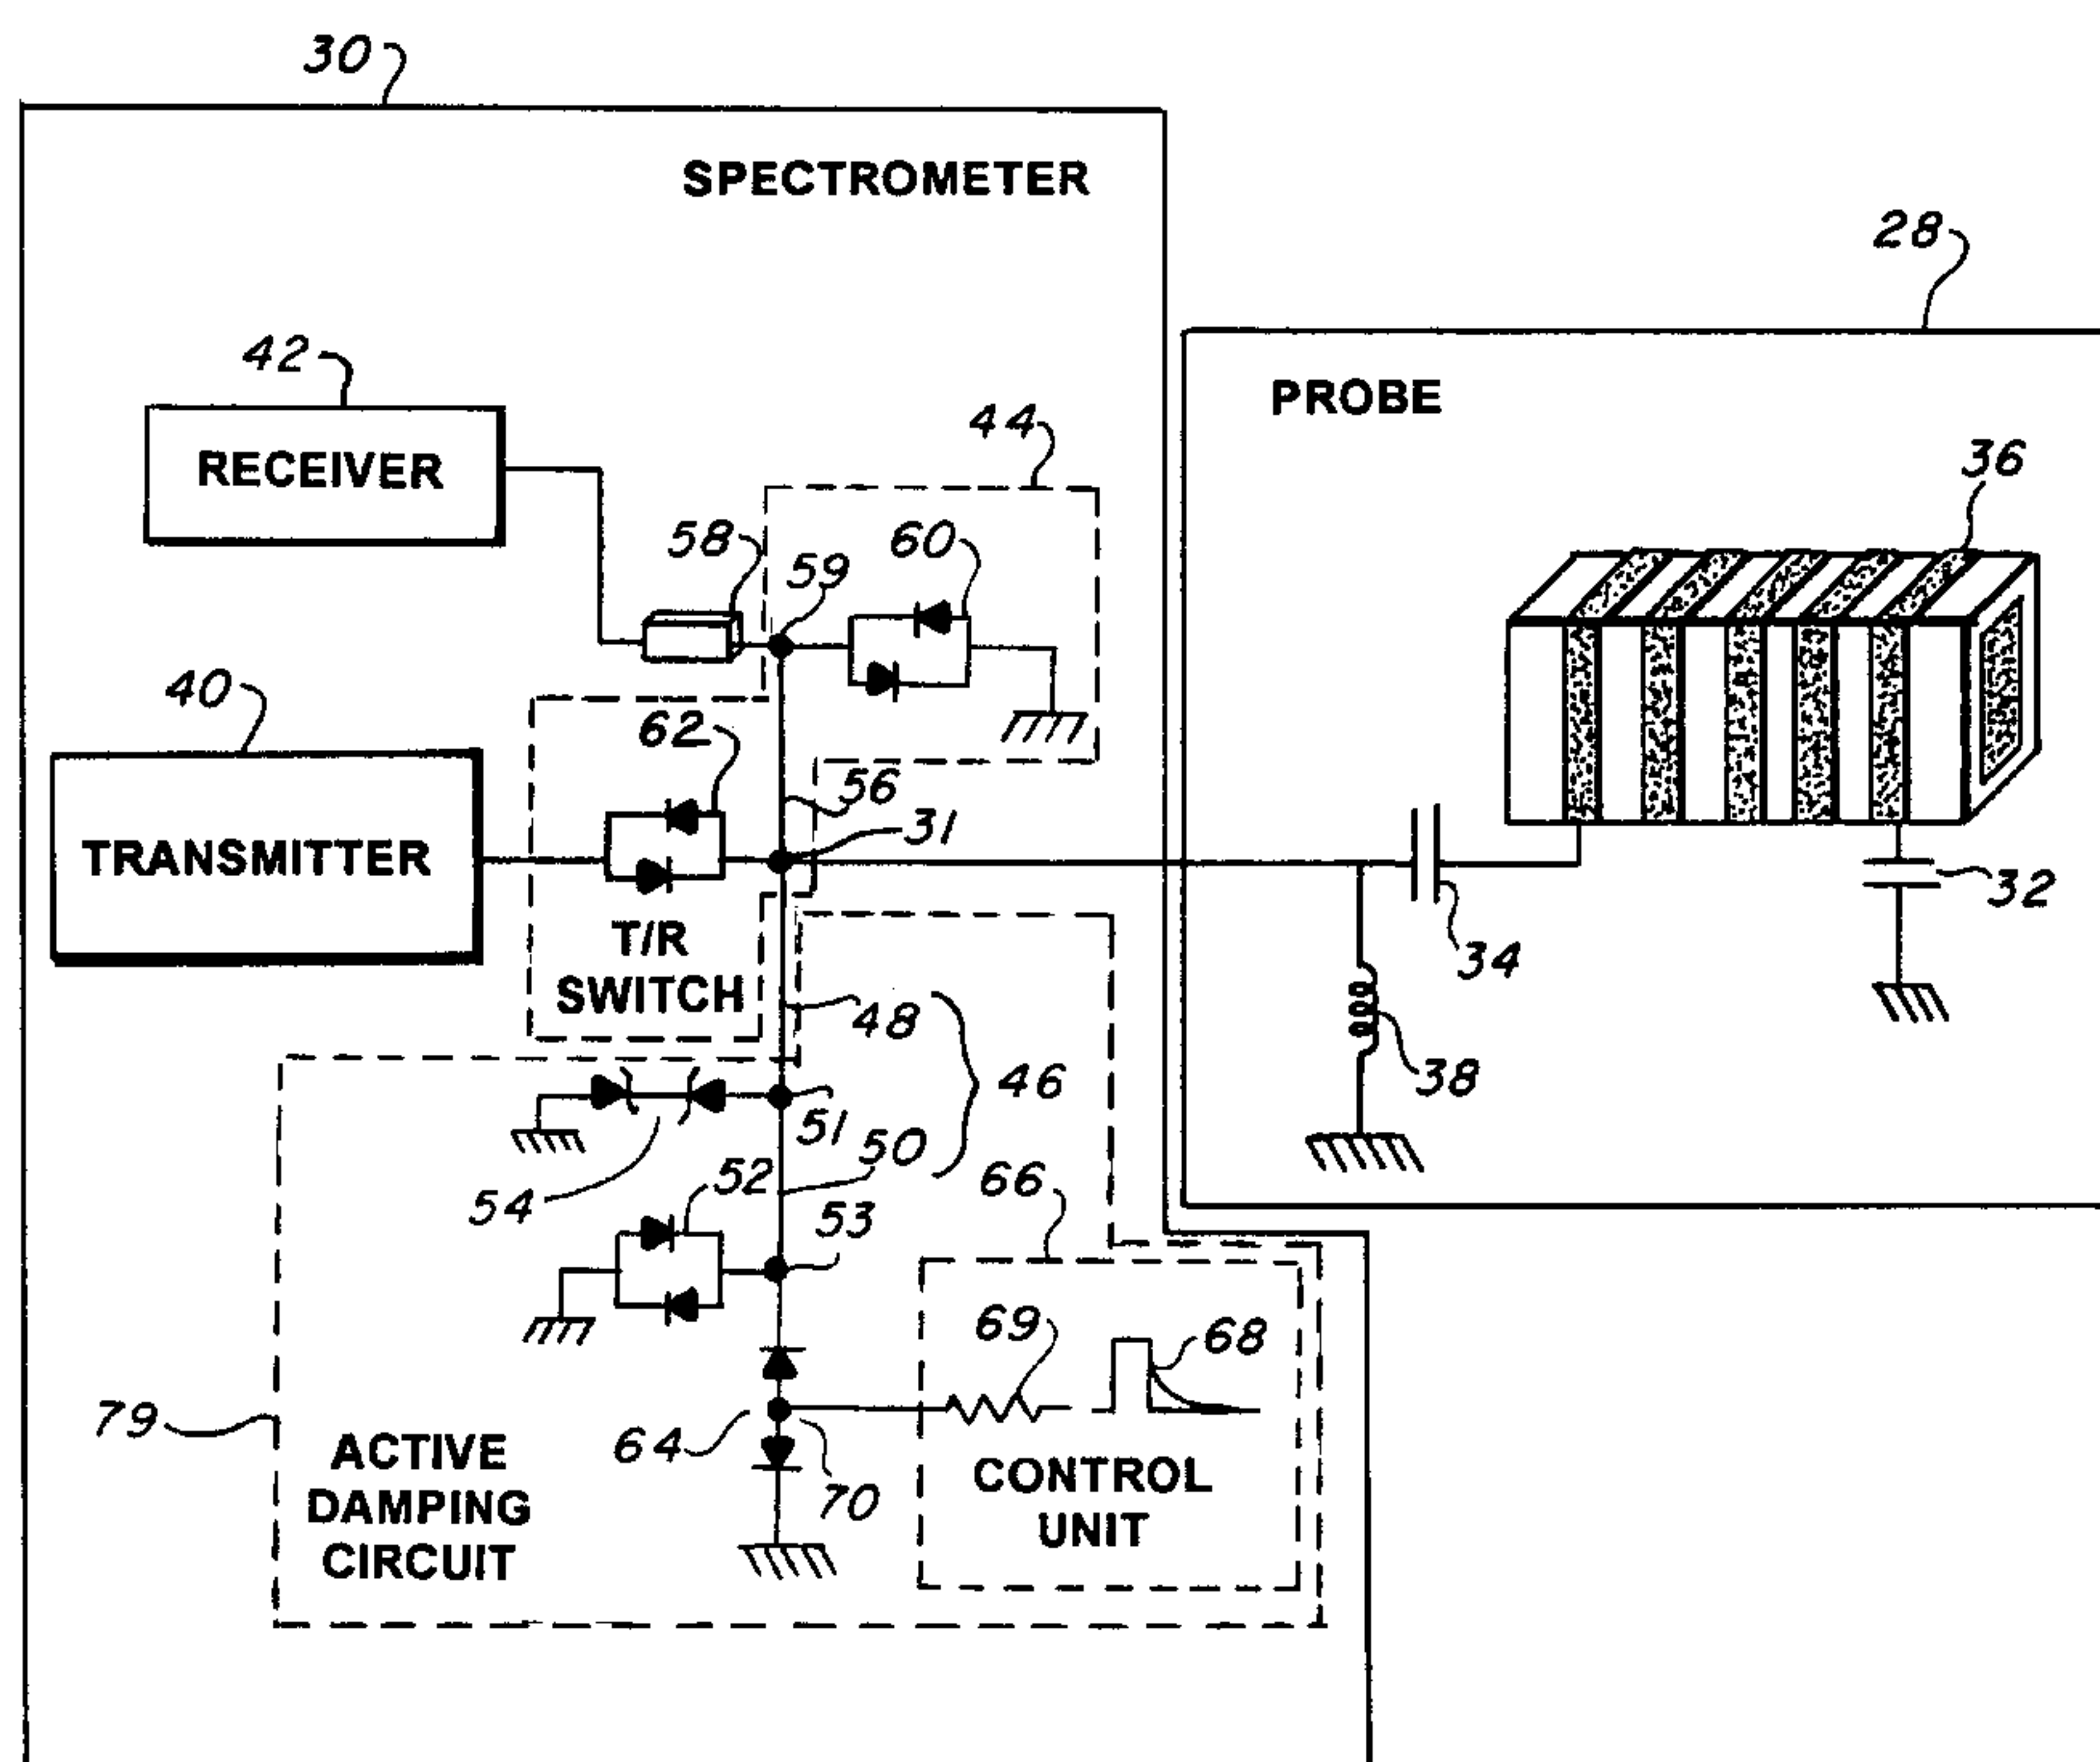 30
SPECTROMETER
28
42
RECEIVER
44
PROBE
36
58
59
60
40
62
TRANSMITTER
56
31
T/R
SWITCH
34
32
48
46
38
51
50
54
52
53
66
69
68
79
64
70
ACTIVE
DAMPING
CIRCUIT
CONTROL
UNIT